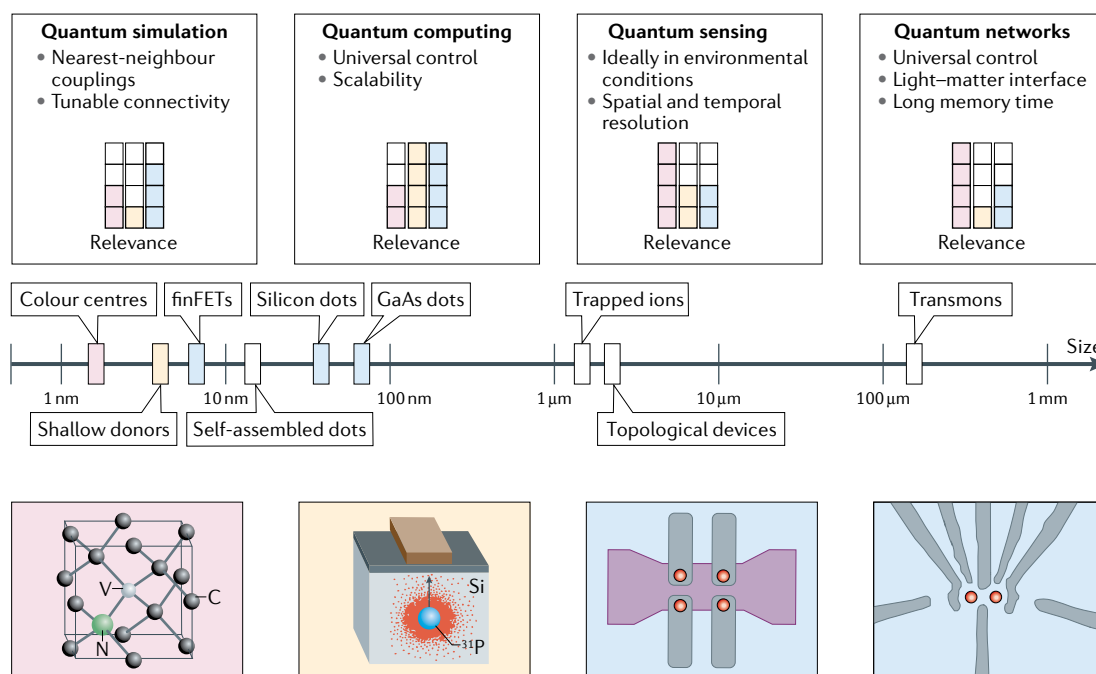 Quantum simulation
• Nearest-neighbour
couplings
• Tunable connectivity
Relevance
Quantum computing
• Universal control
• Scalability
Relevance
Quantum sensing
• Ideally in environmental
conditions
• Spatial and temporal
resolution
Relevance
Quantum networks
• Universal control
• Light–matter interface
• Long memory time
Relevance
Colour centres
finFETs
Silicon dots
GaAs dots
Trapped ions
Transmons
Size
1 nm
10 nm
100 nm
1 μm
10 μm
100 μm
1 mm
Shallow donors
Self-assembled dots
Topological devices
V
C
N
Si
³¹P